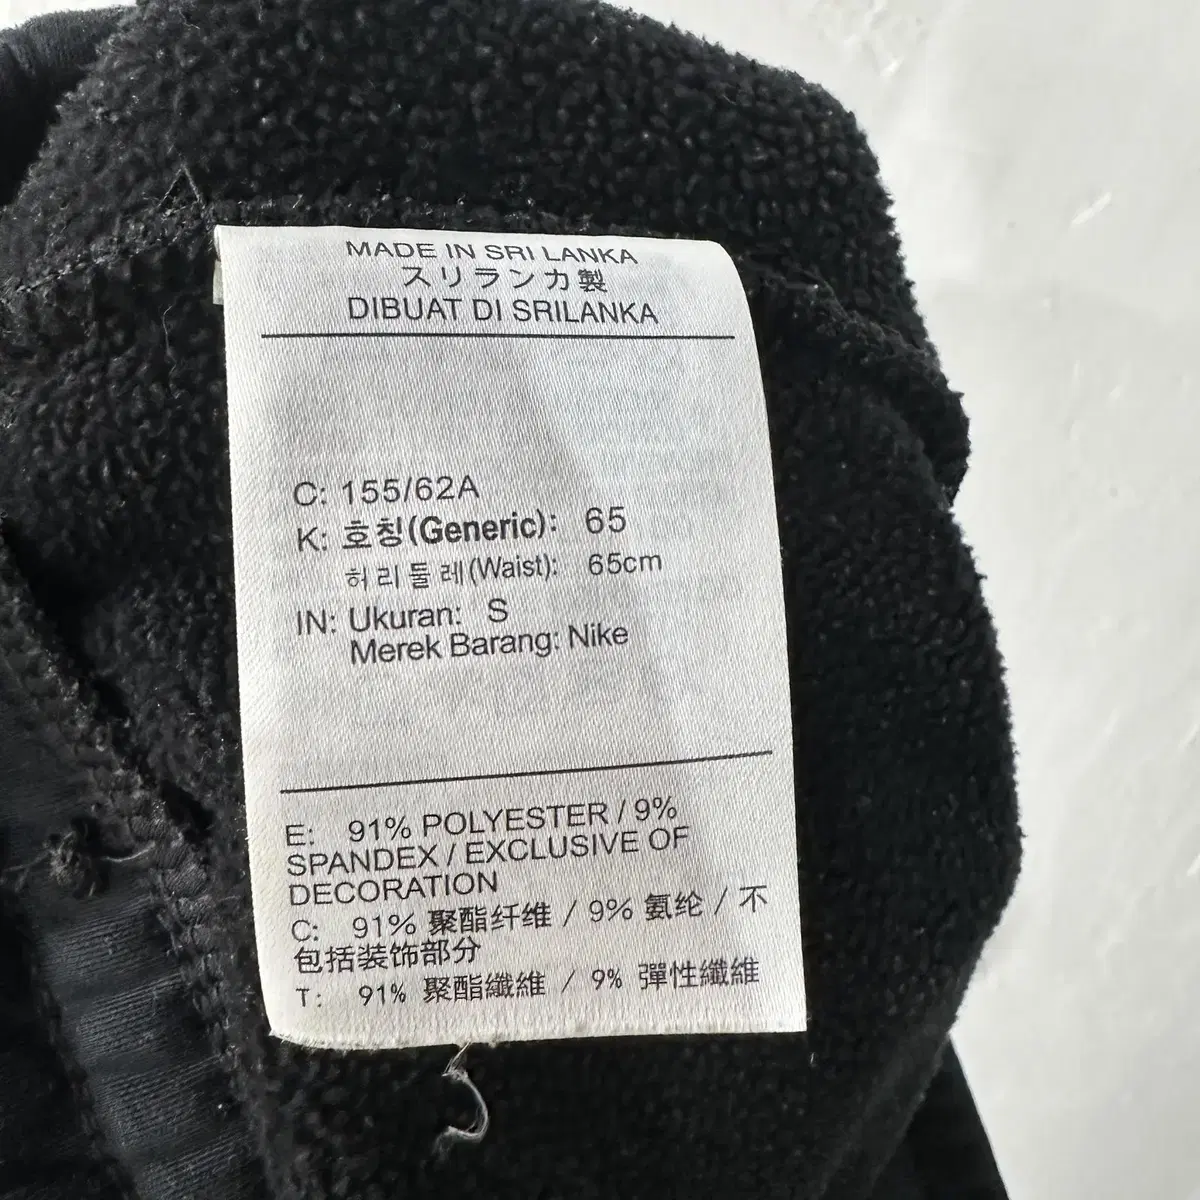 MADE IN SRI LANKA
スリランカ製
DIBUAT DI SRILANKA
C: 155/62A
K: 호칭(Generic): 65
허리둘레(Waist): 65cm
IN: Ukuran: S
Merek Barang: Nike
E: 91% POLYESTER / 9%
SPANDEX / EXCLUSIVE OF
DECORATION
C: 91% 聚酯纤维 / 9% 氨纶 / 不
包括装饰部分
T: 91% 聚酯纖維 / 9% 彈性纖維